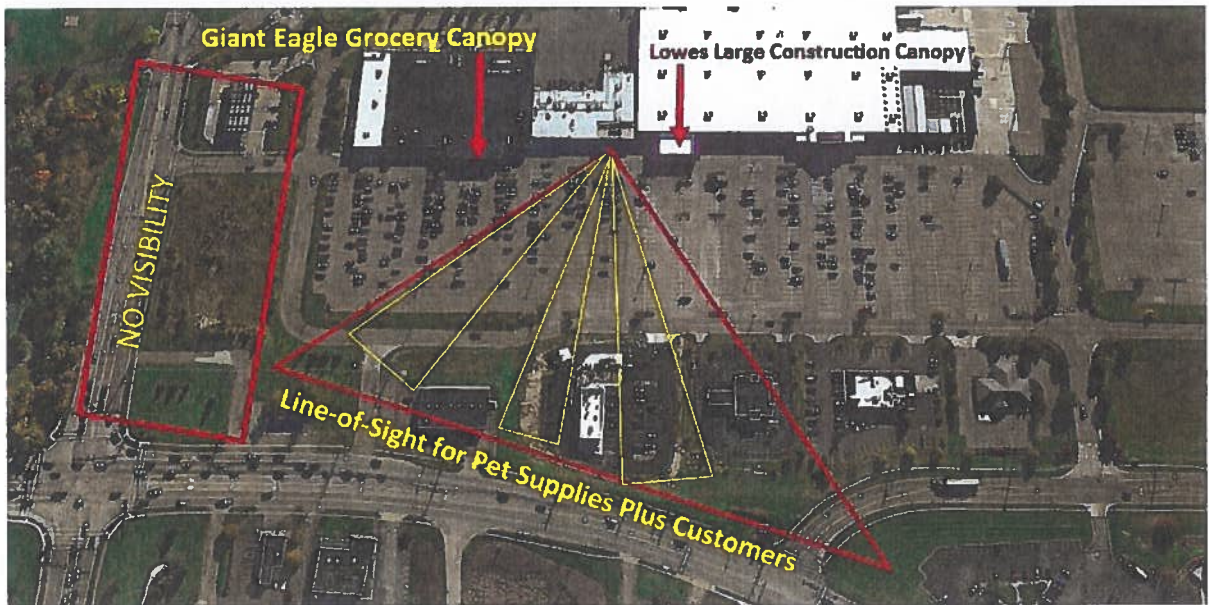 Giant Eagle Grocery Canopy
Lowes Large Construction Canopy
NO VISIBILITY
Line-of-Sight for Pet Supplies Plus Customers